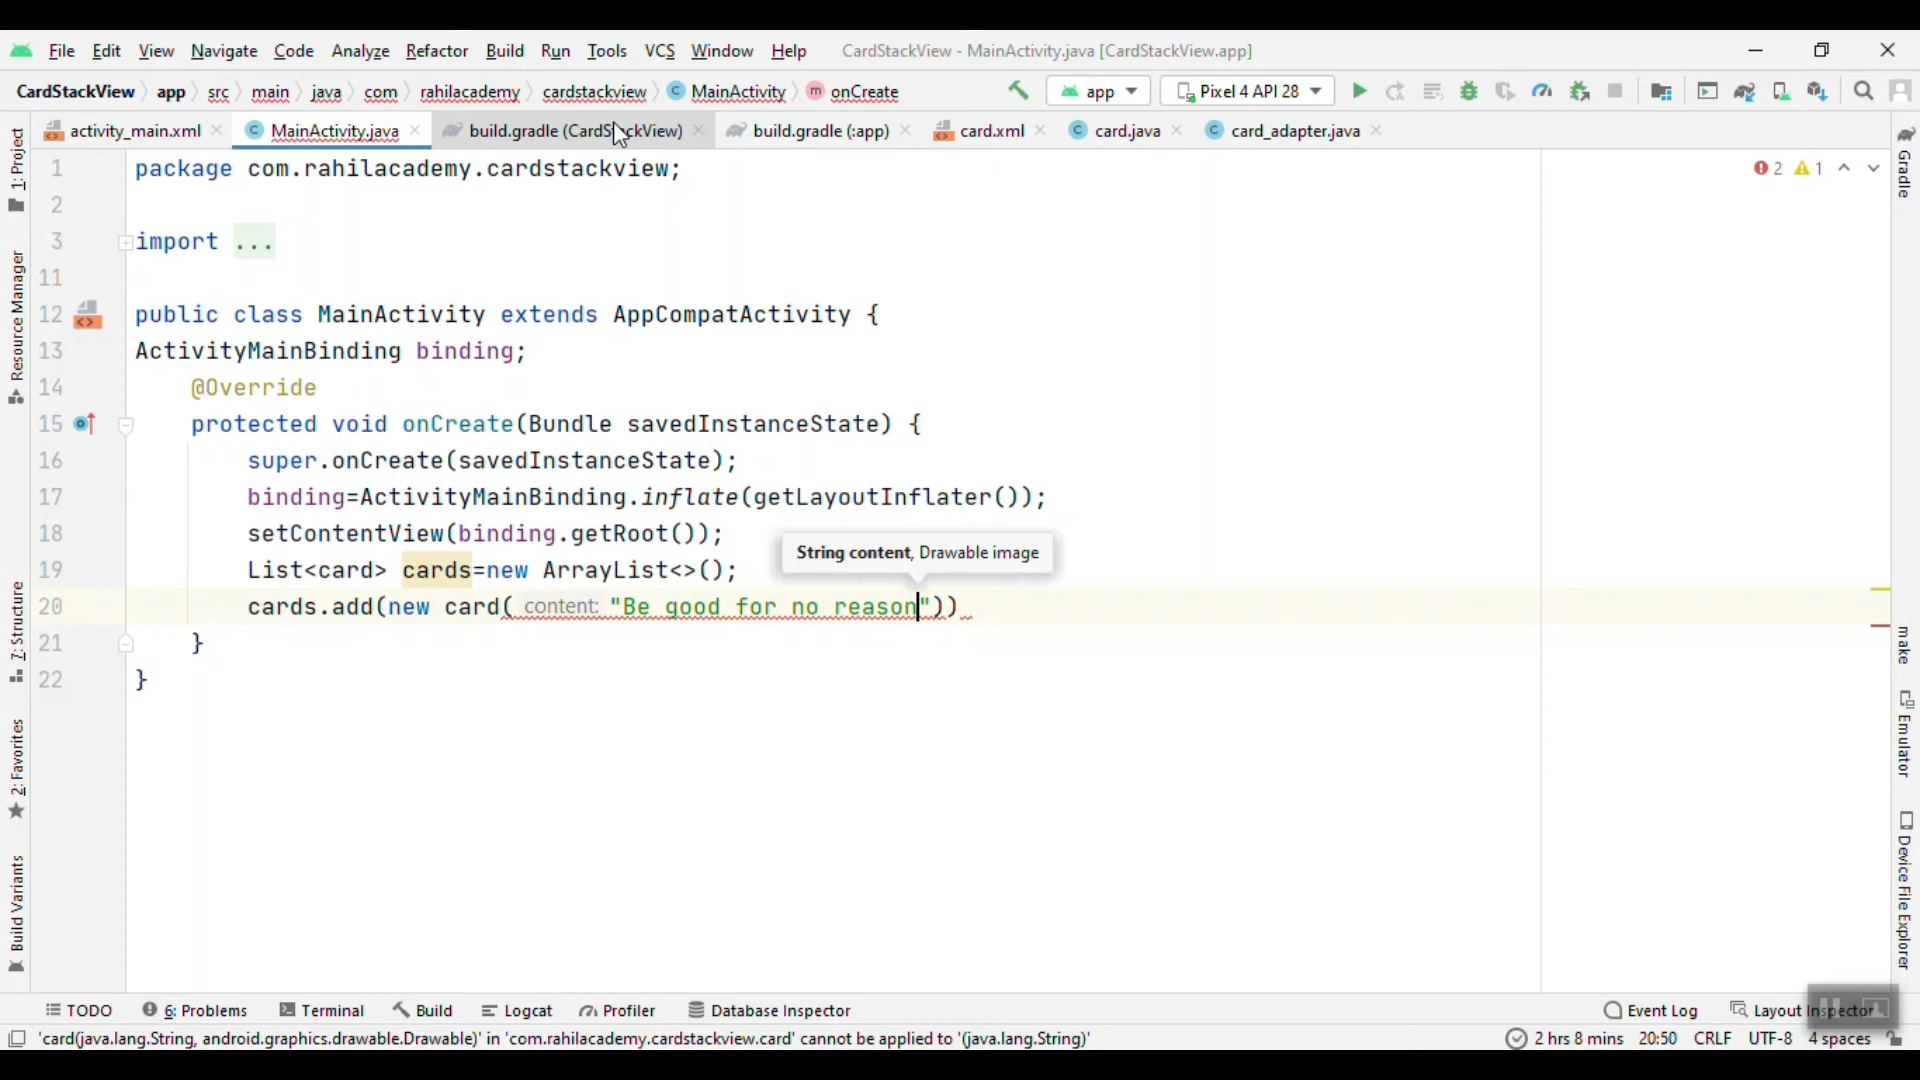 File Edit View Navigate Code Analyze Refactor Build Run Tools VCS Window Help CardStackView - MainActivity.java [CardStackView.app]
CardStackView app src main java com rahilacademy cardstackview MainActivity onCreate app Pixel 4 API 28
activity_main.xml MainActivity.java build.gradle (CardStackView) build.gradle (:app) card.xml card.java card_adapter.java
1: Project
Resource Manager
7: Structure
2: Favorites
Build Variants
1 package com.rahilacademy.cardstackview;
2
3 import ...
11
12 public class MainActivity extends AppCompatActivity {
13 ActivityMainBinding binding;
14 @Override
15 protected void onCreate(Bundle savedInstanceState) {
16 super.onCreate(savedInstanceState);
17 binding=ActivityMainBinding.inflate(getLayoutInflater());
18 setContentView(binding.getRoot());
String content, Drawable image
19 List<card> cards=new ArrayList<>();
20 cards.add(new card( content: "Be good for no reason"))
21 }
22 }
2 1
Gradle
make
Emulator
Device File Explorer
TODO 6: Problems Terminal Build Logcat Profiler Database Inspector Event Log Layout Inspector
'card(java.lang.String, android.graphics.drawable.Drawable)' in 'com.rahilacademy.cardstackview.card' cannot be applied to '(java.lang.String)' 2 hrs 8 mins 20:50 CRLF UTF-8 4 spaces